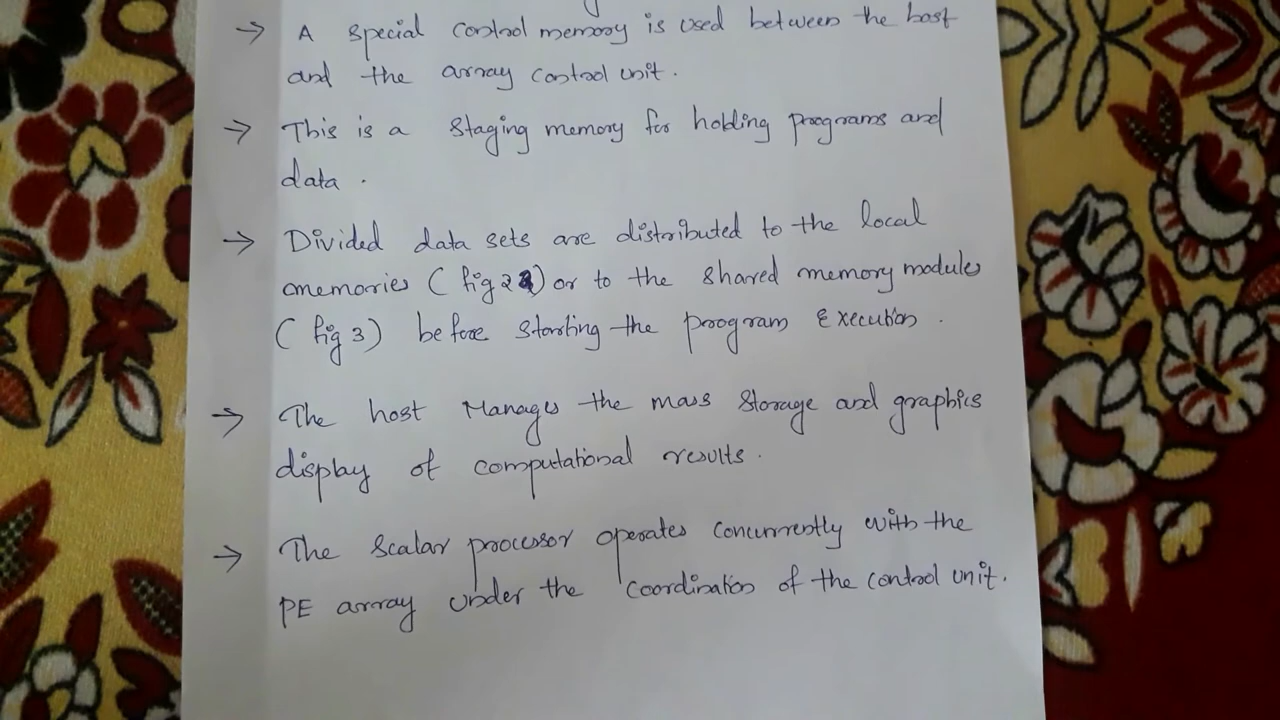 → A special control memory is used between the host
and the array control unit.
→ This is a staging memory for holding programs and
data.
→ Divided data sets are distributed to the local
memories (fig 2) or to the shared memory modules
(fig 3) before starting the program Execution.
→ The host Manages the mass storage and graphics
display of computational results.
→ The scalar processor operates concurrently with the
PE array under the coordination of the control unit.